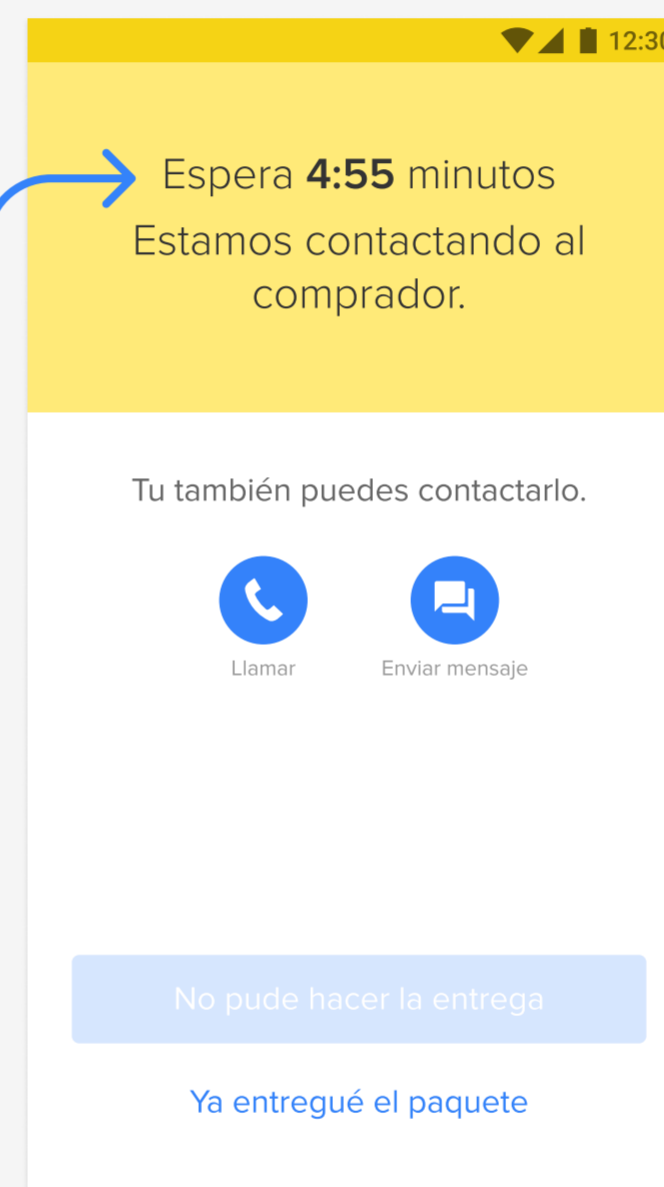 12:30
Espera 4:55 minutos
Estamos contactando al
comprador.
Tu también puedes contactarlo.
Llamar
Enviar mensaje
No pude hacer la entrega
Ya entregué el paquete